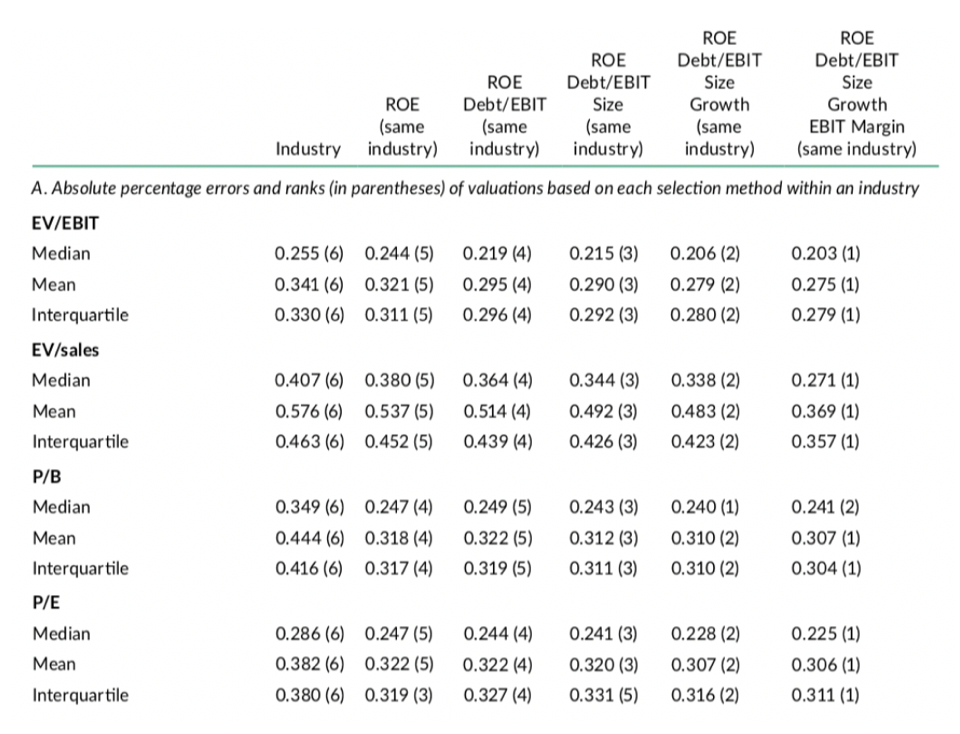 Industry | ROE (same industry) | ROE Debt/EBIT (same industry) | ROE Debt/EBIT Size (same industry) | ROE Debt/EBIT Size Growth (same industry) | ROE Debt/EBIT Size Growth EBIT Margin (same industry)
A. Absolute percentage errors and ranks (in parentheses) of valuations based on each selection method within an industry
EV/EBIT
Median 0.255 (6) 0.244 (5) 0.219 (4) 0.215 (3) 0.206 (2) 0.203 (1)
Mean 0.341 (6) 0.321 (5) 0.295 (4) 0.290 (3) 0.279 (2) 0.275 (1)
Interquartile 0.330 (6) 0.311 (5) 0.296 (4) 0.292 (3) 0.280 (2) 0.279 (1)
EV/sales
Median 0.407 (6) 0.380 (5) 0.364 (4) 0.344 (3) 0.338 (2) 0.271 (1)
Mean 0.576 (6) 0.537 (5) 0.514 (4) 0.492 (3) 0.483 (2) 0.369 (1)
Interquartile 0.463 (6) 0.452 (5) 0.439 (4) 0.426 (3) 0.423 (2) 0.357 (1)
P/B
Median 0.349 (6) 0.247 (4) 0.249 (5) 0.243 (3) 0.240 (1) 0.241 (2)
Mean 0.444 (6) 0.318 (4) 0.322 (5) 0.312 (3) 0.310 (2) 0.307 (1)
Interquartile 0.416 (6) 0.317 (4) 0.319 (5) 0.311 (3) 0.310 (2) 0.304 (1)
P/E
Median 0.286 (6) 0.247 (5) 0.244 (4) 0.241 (3) 0.228 (2) 0.225 (1)
Mean 0.382 (6) 0.322 (5) 0.322 (4) 0.320 (3) 0.307 (2) 0.306 (1)
Interquartile 0.380 (6) 0.319 (3) 0.327 (4) 0.331 (5) 0.316 (2) 0.311 (1)